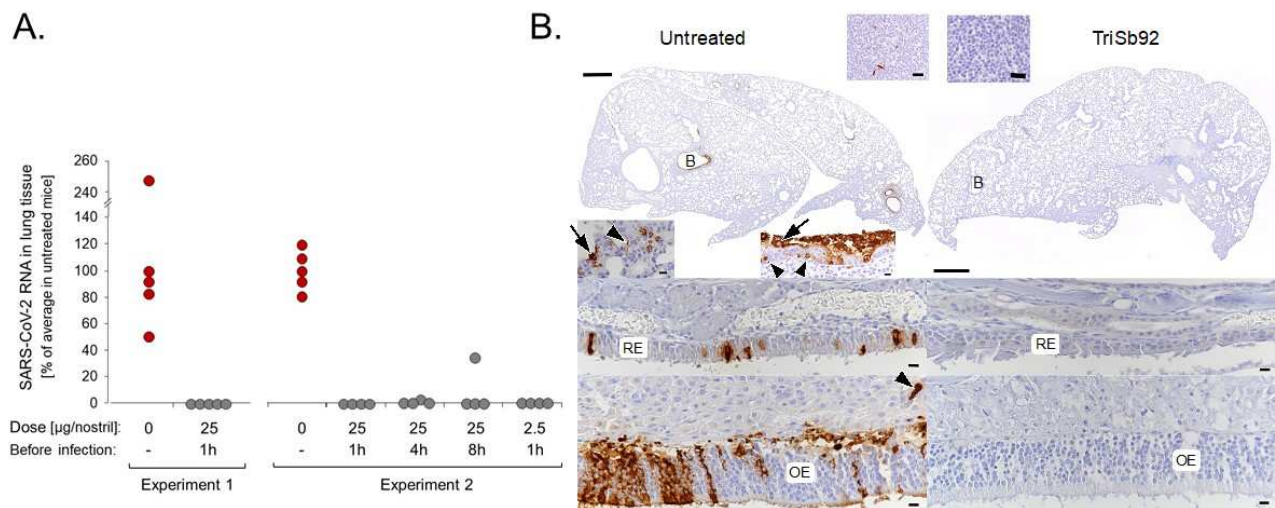 A.
B.
Untreated
TriSb92
SARS-CoV-2 RNA in lung tissue
[% of average in untreated mice]
260
240
120
100
80
60
40
20
0
Dose [µg/nostril]: 0 25 0 25 25 25 2.5
Before infection: - 1h - 1h 4h 8h 1h
Experiment 1 Experiment 2
B
B
RE
RE
OE
OE